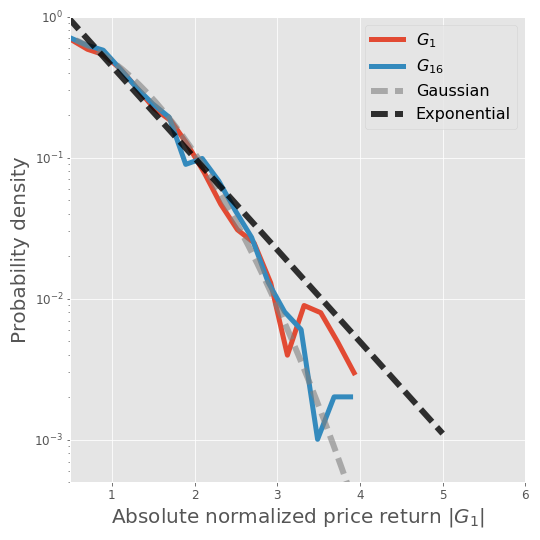 10⁰
10⁻¹
10⁻²
10⁻³
Probability density
G₁
G₁₆
Gaussian
Exponential
1 2 3 4 5 6
Absolute normalized price return |G₁|